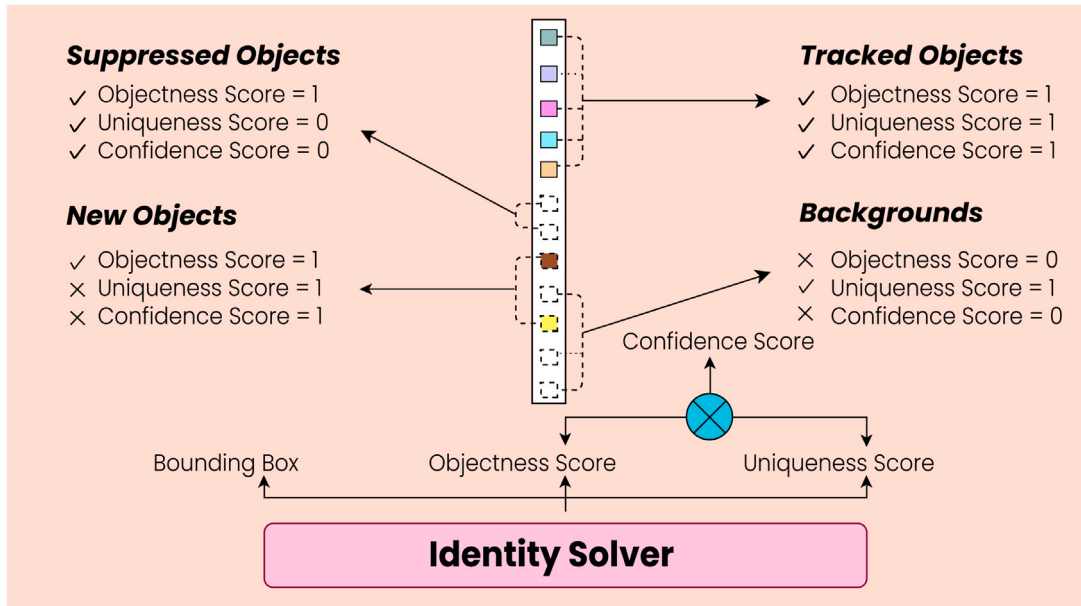 Suppressed Objects
✓ Objectness Score = 1
✓ Uniqueness Score = 0
✓ Confidence Score = 0
New Objects
✓ Objectness Score = 1
× Uniqueness Score = 1
× Confidence Score = 1
Tracked Objects
✓ Objectness Score = 1
✓ Uniqueness Score = 1
✓ Confidence Score = 1
Backgrounds
× Objectness Score = 0
✓ Uniqueness Score = 1
× Confidence Score = 0
Confidence Score
Bounding Box
Objectness Score
Uniqueness Score
Identity Solver